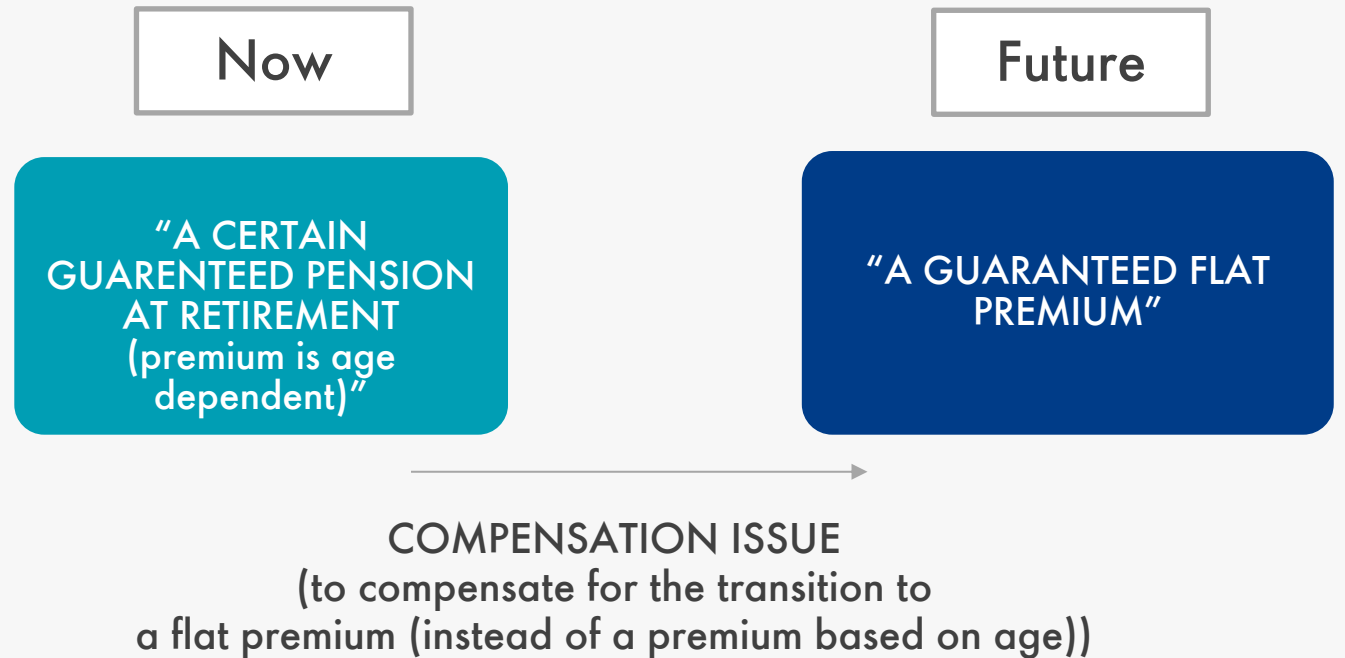 Now
Future
“A CERTAIN
GUARENTEED PENSION
AT RETIREMENT
(premium is age
dependent)”
“A GUARANTEED FLAT
PREMIUM”
COMPENSATION ISSUE
(to compensate for the transition to
a flat premium (instead of a premium based on age))